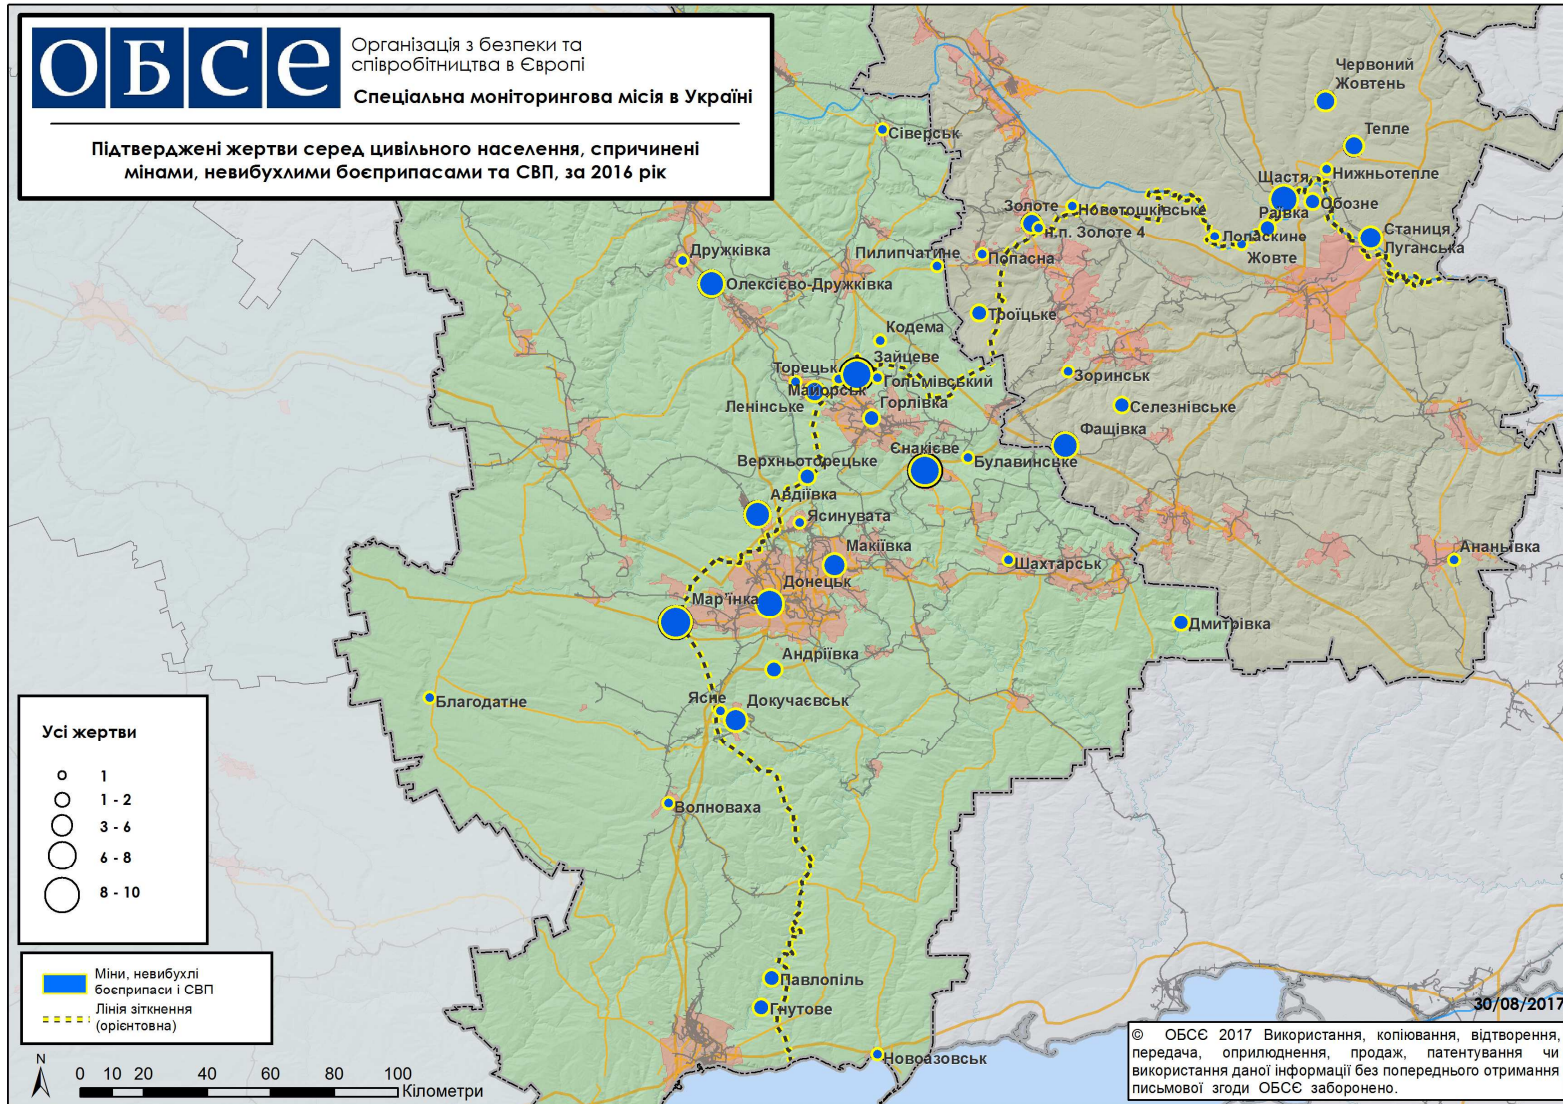 ОБСЕ
Організація з безпеки та
співробітництва в Європі
Спеціальна моніторингова місія в Україні
Підтверджені жертви серед цивільного населення, спричинені
мінами, невибухлими боєприпасами та СВП, за 2016 рік
Червоний
Жовтень
Сіверськ
Тепле
Нижньотепле
Щастя
Обозне
Золоте
Новотошківське
Раївка
н.п. Золоте 4
Лопаскине
Станиця
Луганська
Жовте
Дружківка
Пилипчатине
Попасна
Олексієво-Дружківка
Троїцьке
Кодема
Зайцеве
Торецьк
Гольмівський
Майорськ
Зоринськ
Ленінське
Горлівка
Селезнівське
Фащівка
Єнакієве
Верхньоторецьке
Булавинське
Авдіївка
Ясинувата
Макіївка
Ананьївка
Шахтарськ
Донецьк
Мар'їнка
Дмитрівка
Андріївка
Ясне
Докучаєвськ
Благодатне
Волноваха
Павлопіль
Гнутове
Новоазовськ
Усі жертви
1
1 - 2
3 - 6
6 - 8
8 - 10
Міни, невибухлі
боєприпаси і СВП
Лінія зіткнення
(орієнтовна)
N
0 10 20 40 60 80 100
Кілометри
30/08/2017
© ОБСЄ 2017 Використання, копіювання, відтворення,
передача, оприлюднення, продаж, патентування чи
використання даної інформації без попереднього отримання
письмової згоди ОБСЄ заборонено.